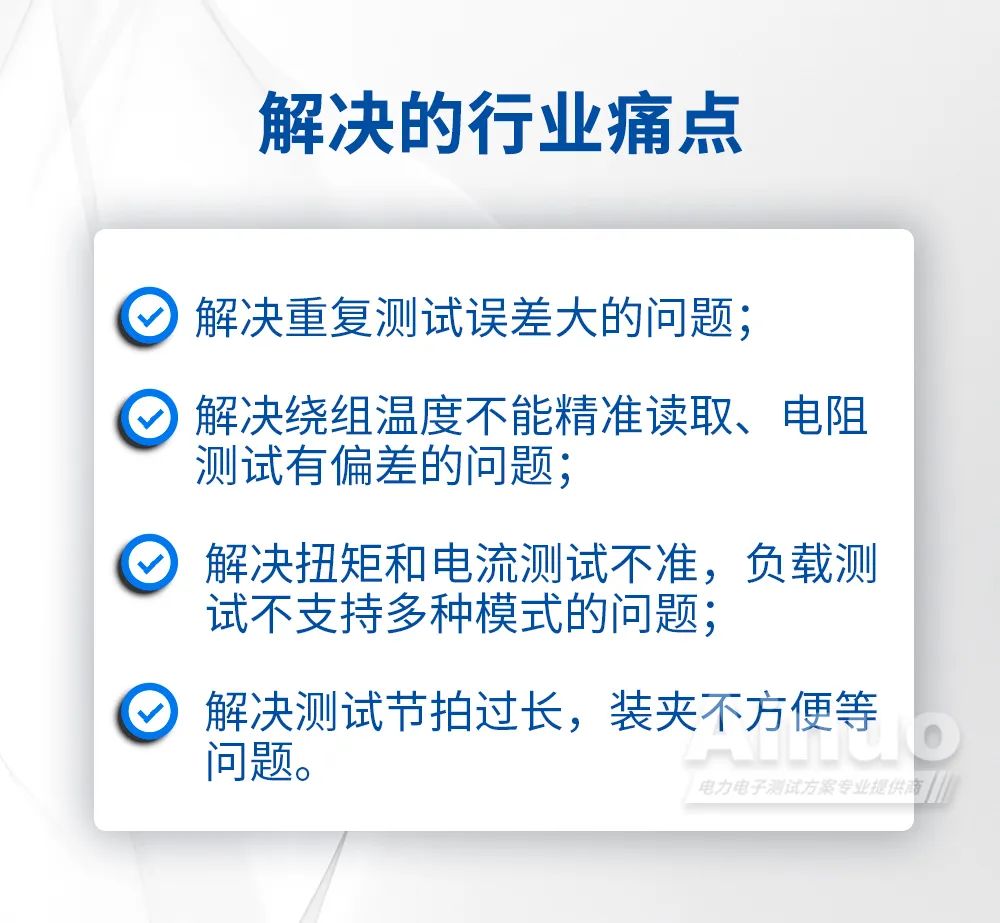 解决的行业痛点
解决重复测试误差大的问题；
解决绕组温度不能精准读取、电阻
测试有偏差的问题；
解决扭矩和电流测试不准，负载测
试不支持多种模式的问题；
解决测试节拍过长，装夹不方便等
问题。
Ainuo
电力电子测试方案专业提供商